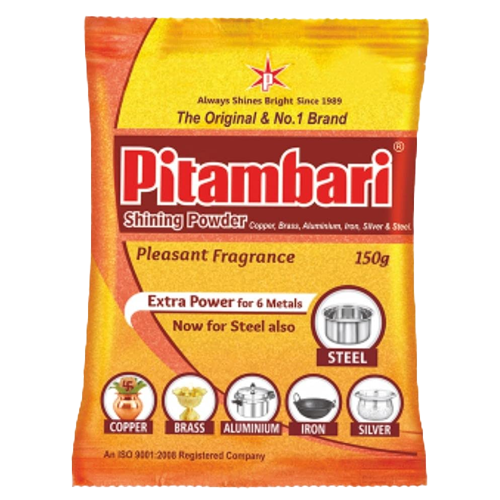 P
Always Shines Bright Since 1989
The Original & No.1 Brand
Pitambari®
Shining Powder Copper, Brass, Aluminium, Iron, Silver & Steel.
Pleasant Fragrance 150g
Extra Power for 6 Metals
Now for Steel also
STEEL
COPPER BRASS ALUMINIUM IRON SILVER
An ISO 9001:2008 Registered Company